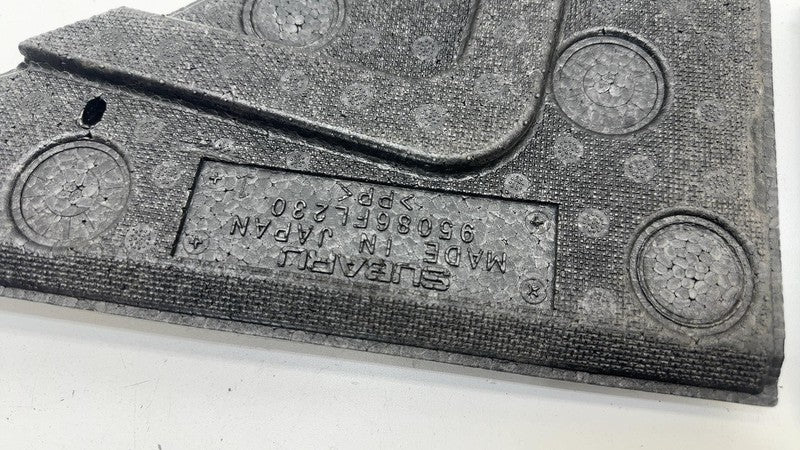 SUBARU
MADE IN JAPAN
95086FL280
>PP<